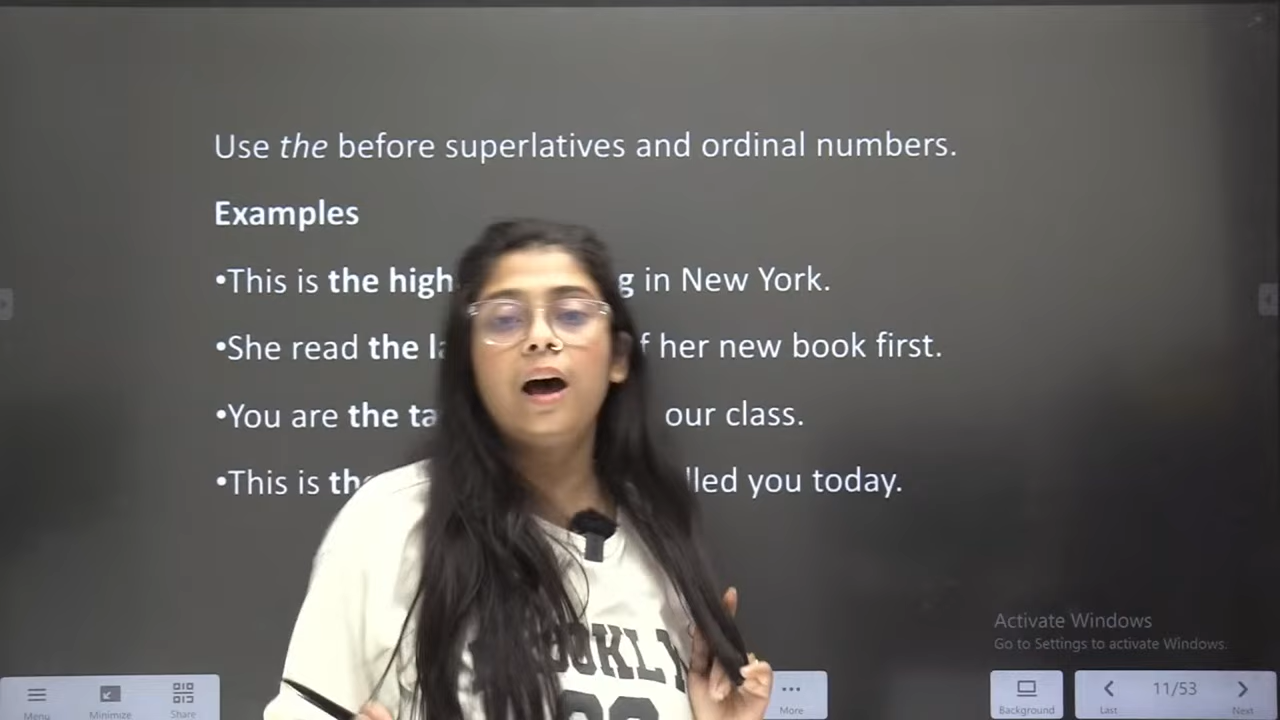 Use the before superlatives and ordinal numbers.
Examples
•This is the high g in New York.
•She read the la f her new book first.
•You are the ta our class.
•This is th lled you today.
Activate Windows
Go to Settings to activate Windows.
Menu Minimize Share More Background Last 11/53 Next